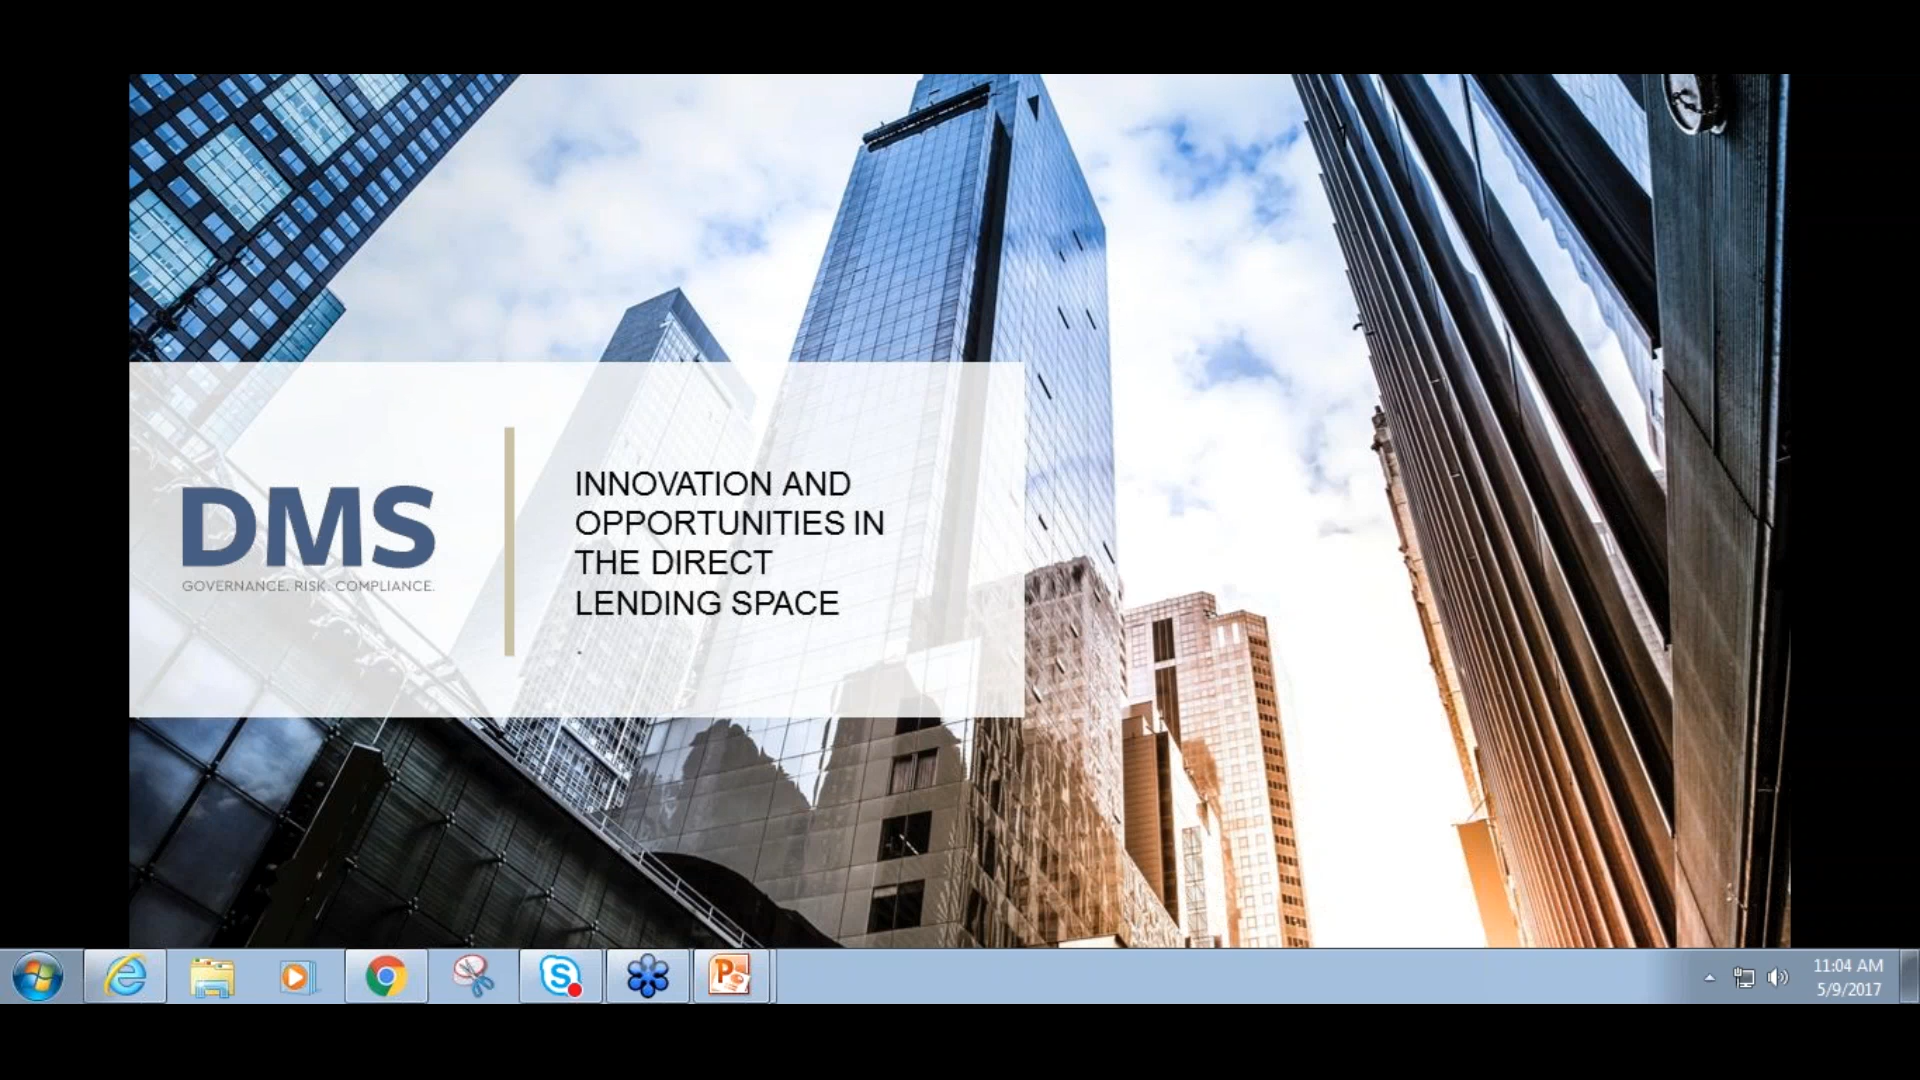 DMS
GOVERNANCE. RISK. COMPLIANCE.
INNOVATION AND
OPPORTUNITIES IN
THE DIRECT
LENDING SPACE
11:04 AM
5/9/2017